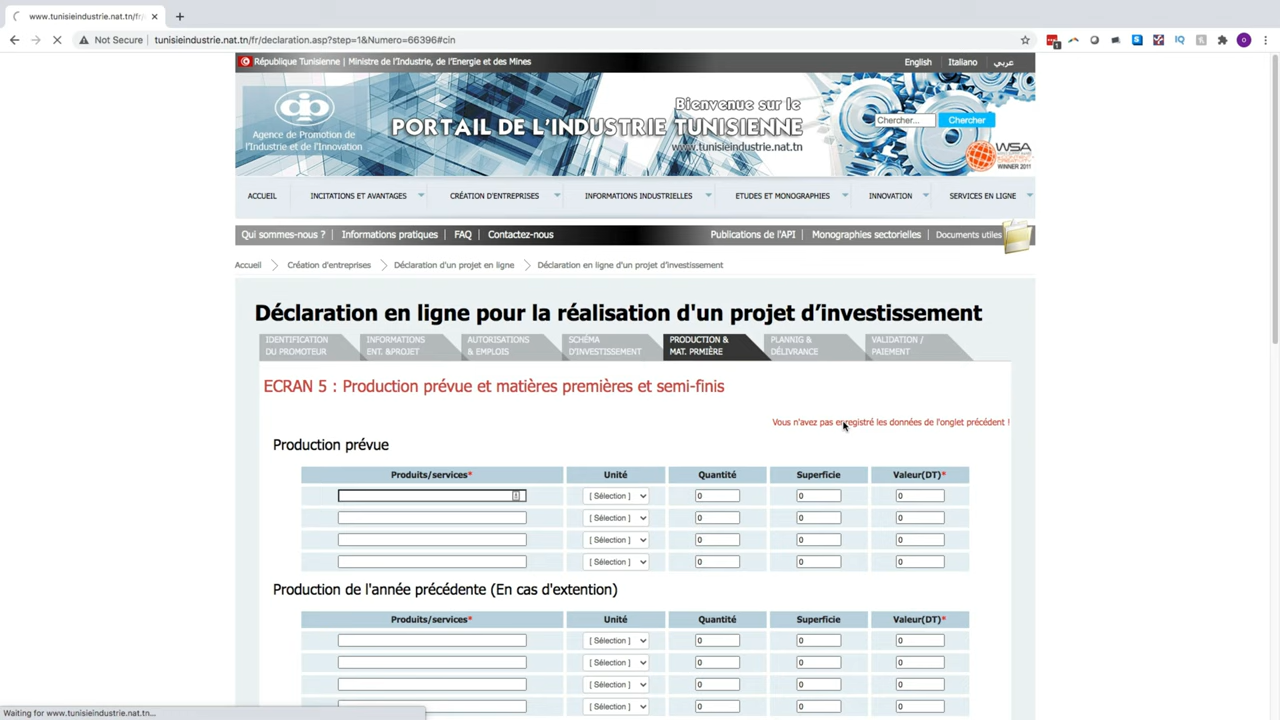 www.tunisieindustrie.nat.tn/fr/
Not Secure tunisieindustrie.nat.tn/fr/declaration.asp?step=1&Numero=66396#cin
République Tunisienne | Ministre de l'Industrie, de l'Energie et des Mines English Italiano عربي
Bienvenue sur le
PORTAIL DE L'INDUSTRIE TUNISIENNE
www.tunisieindustrie.nat.tn
Agence de Promotion de
l'Industrie et de l'Innovation
Chercher... Chercher
WSA
WINNER 2011
ACCUEIL INCITIONS ET AVANTAGES CRÉATION D'ENTREPRISES INFORMATIONS INDUSTRIELLES ETUDES ET MONOGRAPHIES INNOVATION SERVICES EN LIGNE
Qui sommes-nous ? | Informations pratiques | FAQ | Contactez-nous Publications de l'API | Monographies sectorielles | Documents utiles
Accueil Création d'entreprises Déclaration d'un projet en ligne Déclaration en ligne d'un projet d'investissement
Déclaration en ligne pour la réalisation d'un projet d'investissement
IDENTIFICATION
DU PROMOTEUR
INFORMATIONS
ENT. &PROJET
AUTORISATIONS
& EMPLOIS
SCHÉMA
D'INVESTISSEMENT
PRODUCTION &
MAT. PRMIÈRE
PLANNIG &
DÉLIVRANCE
VALIDATION /
PAIEMENT
ECRAN 5 : Production prévue et matières premières et semi-finis
Vous n'avez pas enregistré les données de l'onglet précédent !
Production prévue
Produits/services* Unité Quantité Superficie Valeur(DT)*
[ Sélection ] 0 0 0
[ Sélection ] 0 0 0
[ Sélection ] 0 0 0
[ Sélection ] 0 0 0
Production de l'année précédente (En cas d'extention)
Produits/services* Unité Quantité Superficie Valeur(DT)*
[ Sélection ] 0 0 0
[ Sélection ] 0 0 0
[ Sélection ] 0 0 0
[ Sélection ] 0 0 0
Waiting for www.tunisieindustrie.nat.tn...